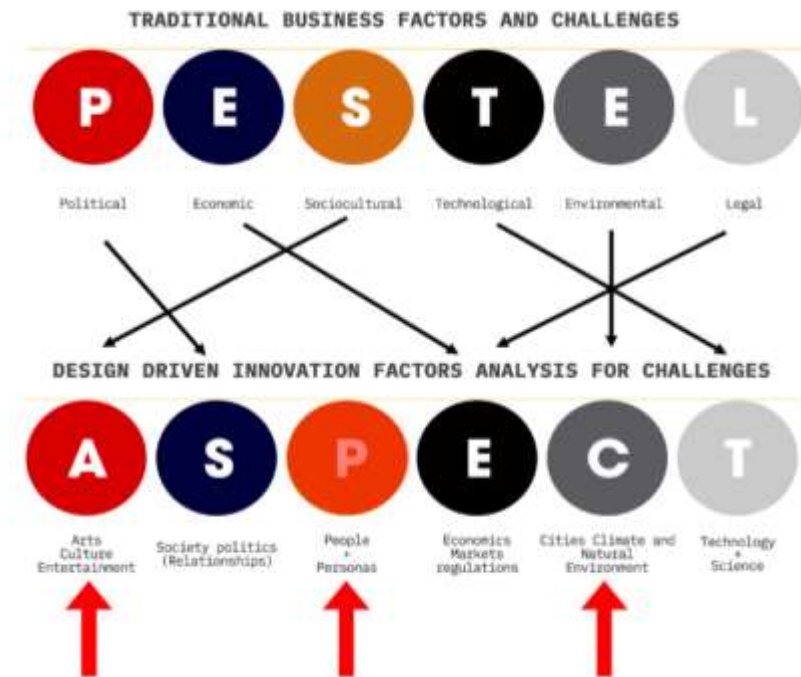 TRADITIONAL BUSINESS FACTORS AND CHALLENGES
P E S T E L
Political Economic Sociocultural Technological Environmental Legal
DESIGN DRIVEN INNOVATION FACTORS ANALYSIS FOR CHALLENGES
A S P E C T
Arts
Culture
Entertainment
Society politics
(Relationships)
People
+
Personas
Economics
Markets
regulations
Cities Climate and
Natural
Environment
Technology
+
Science